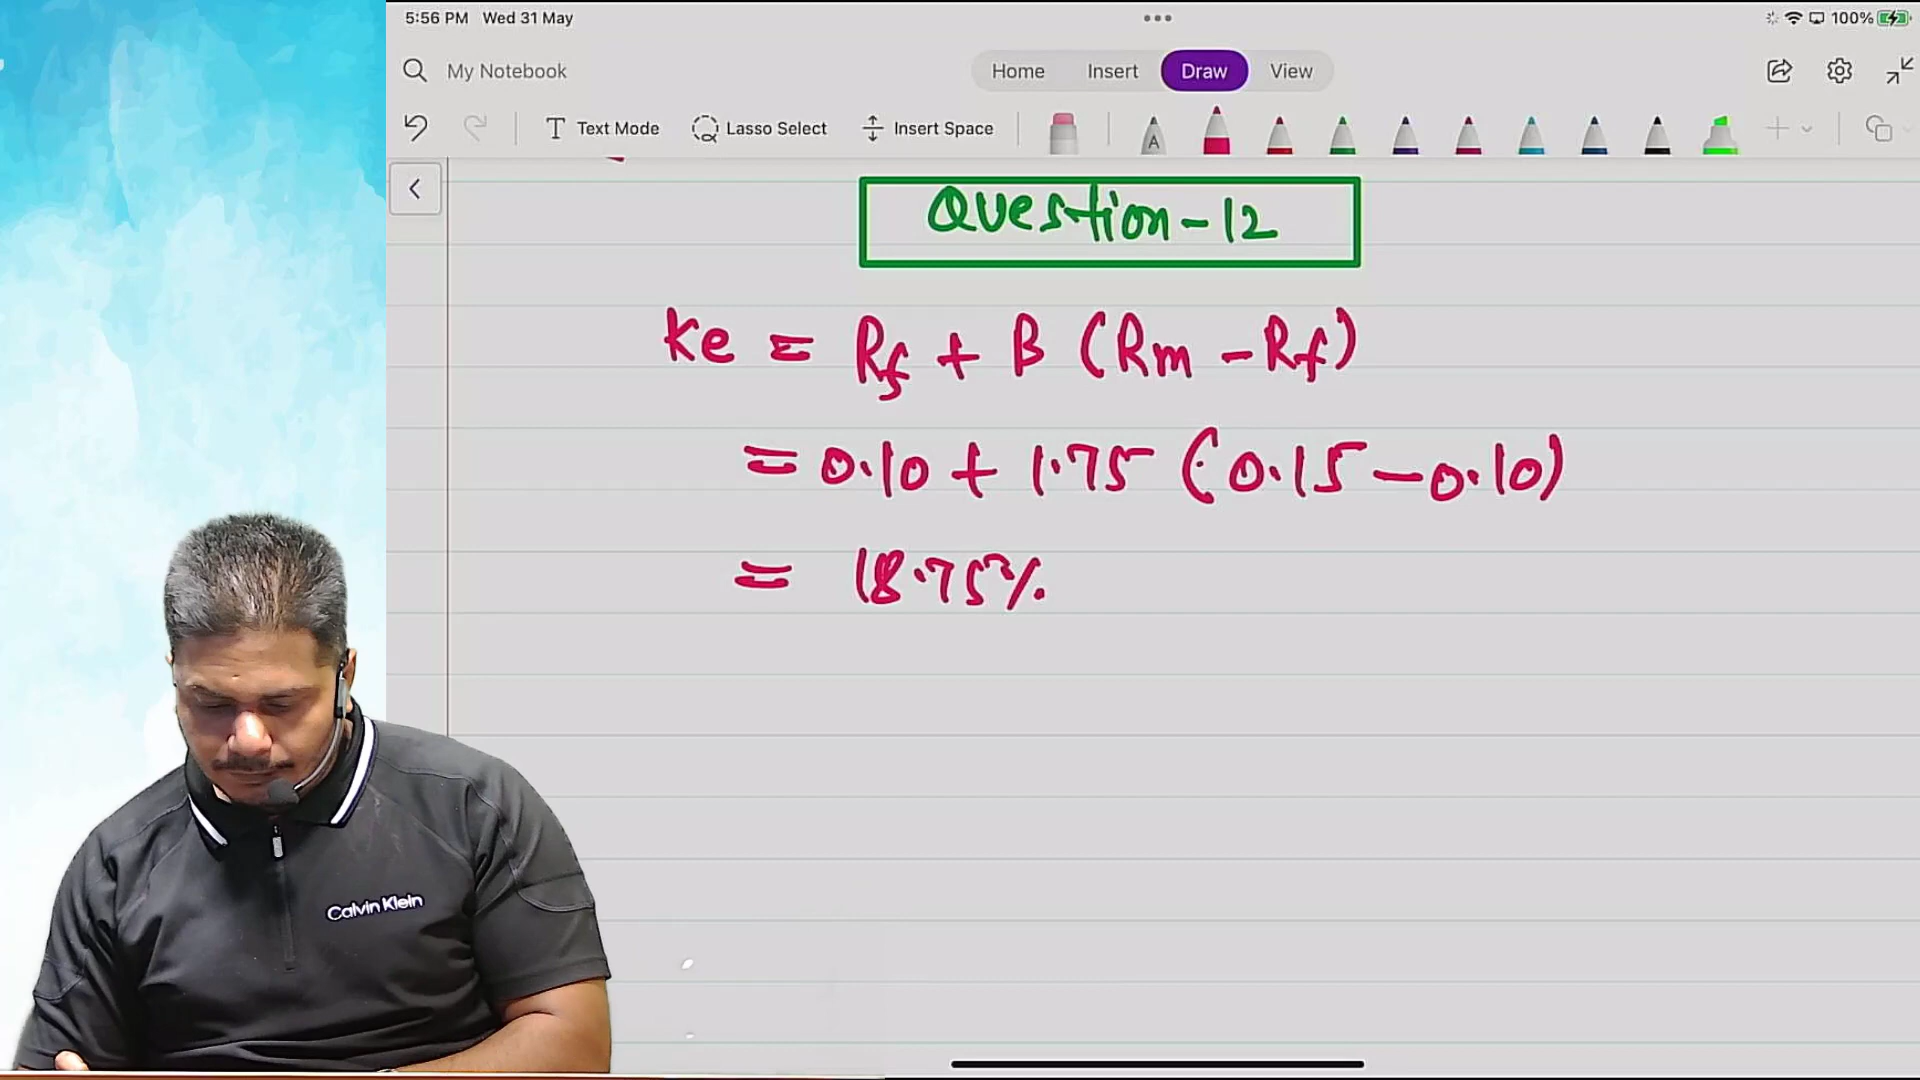 5:56 PM Wed 31 May
100%
My Notebook
Home Insert Draw View
Text Mode Lasso Select Insert Space
A
Question-12
Ke = Rf + B (Rm - Rf)
= 0.10 + 1.75 (0.15 - 0.10)
= 18.75%
Calvin Klein